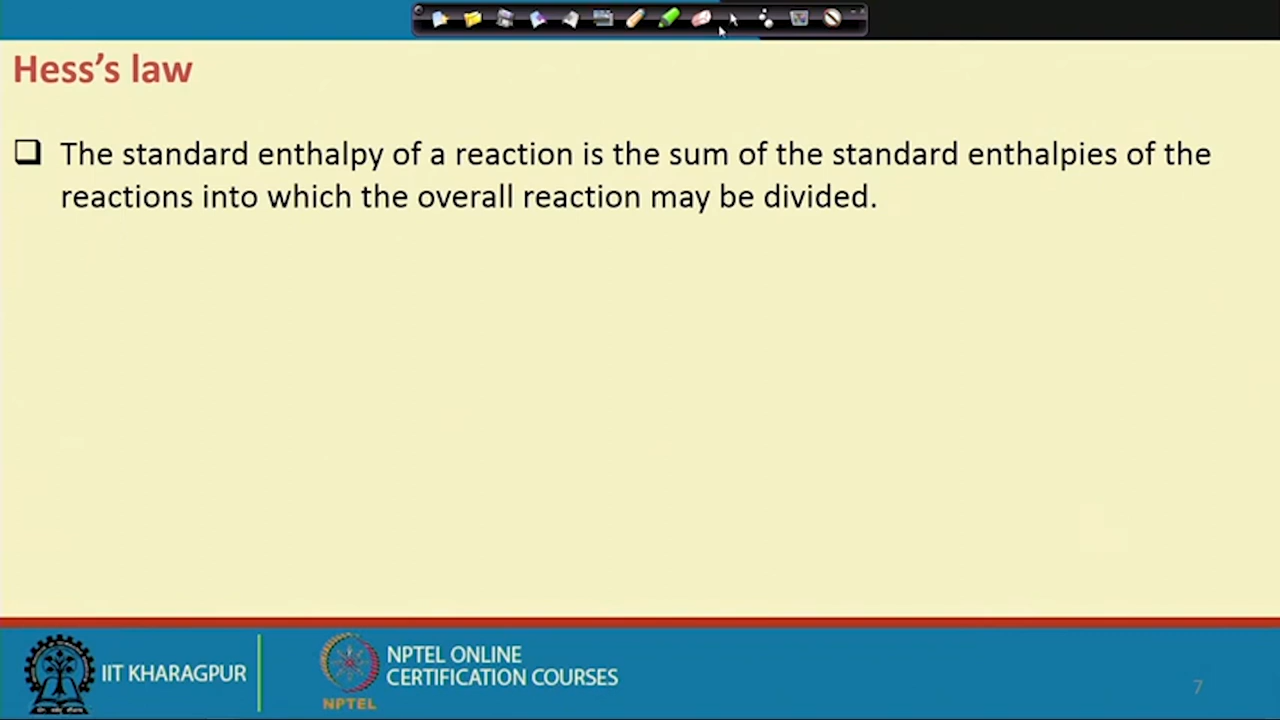 Hess’s law
❑ The standard enthalpy of a reaction is the sum of the standard enthalpies of the
reactions into which the overall reaction may be divided.
IIT KHARAGPUR
NPTEL ONLINE
CERTIFICATION COURSES
NPTEL
7